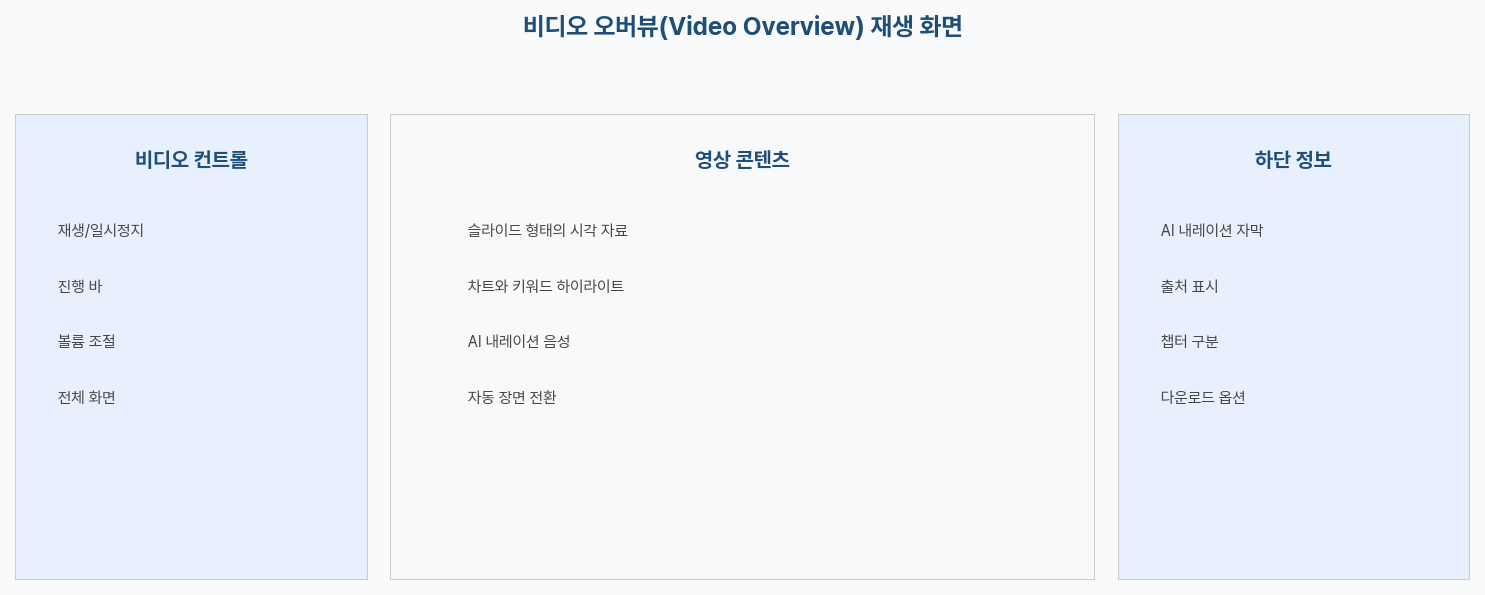 비디오 오버뷰(Video Overview) 재생 화면
비디오 컨트롤
재생/일시정지
진행 바
볼륨 조절
전체 화면
영상 콘텐츠
슬라이드 형태의 시각 자료
차트와 키워드 하이라이트
AI 내레이션 음성
자동 장면 전환
하단 정보
AI 내레이션 자막
출처 표시
챕터 구분
다운로드 옵션